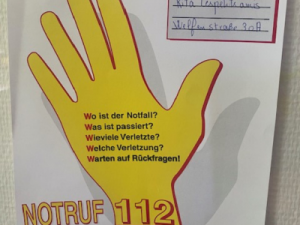 Wo ist der Notfall?
Was ist passiert?
Wieviele Verletzte?
Welche Verletzung?
Warten auf Rückfragen!
NOTRUF 112